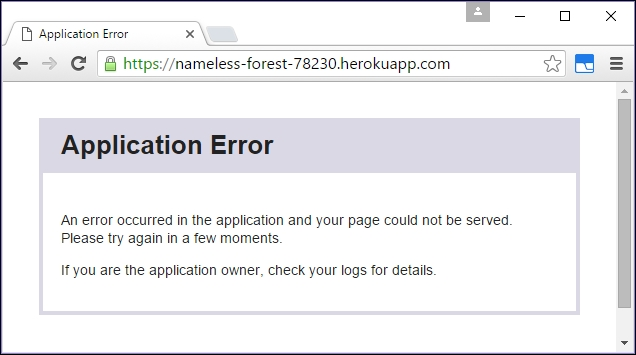 Application Error
https://nameless-forest-78230.herokuapp.com
Application Error
An error occurred in the application and your page could not be served.
Please try again in a few moments.
If you are the application owner, check your logs for details.